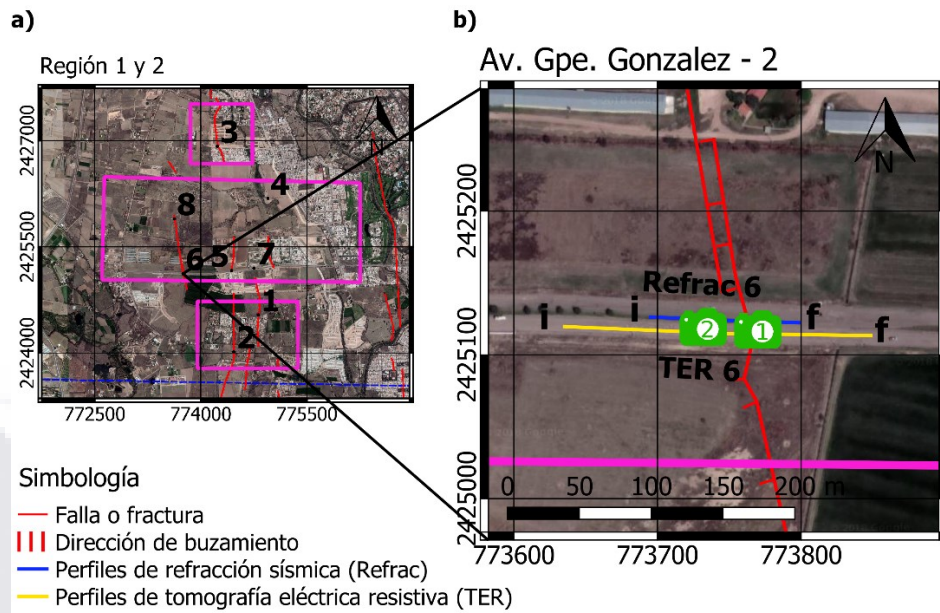 a)
Región 1 y 2
3
4
8
6
5
7
1
2
2427000
2425500
2424000
772500
774000
775500
Simbología
Falla o fractura
Dirección de buzamiento
Perfiles de refracción sísmica (Refrac)
Perfiles de tomografía eléctrica resistiva (TER)
b)
Av. Gpe. Gonzalez - 2
N
2425200
2425100
2425000
Refrac 6
i
f
i
f
2
1
TER 6
0
50
100
150
200 m
773600
773700
773800